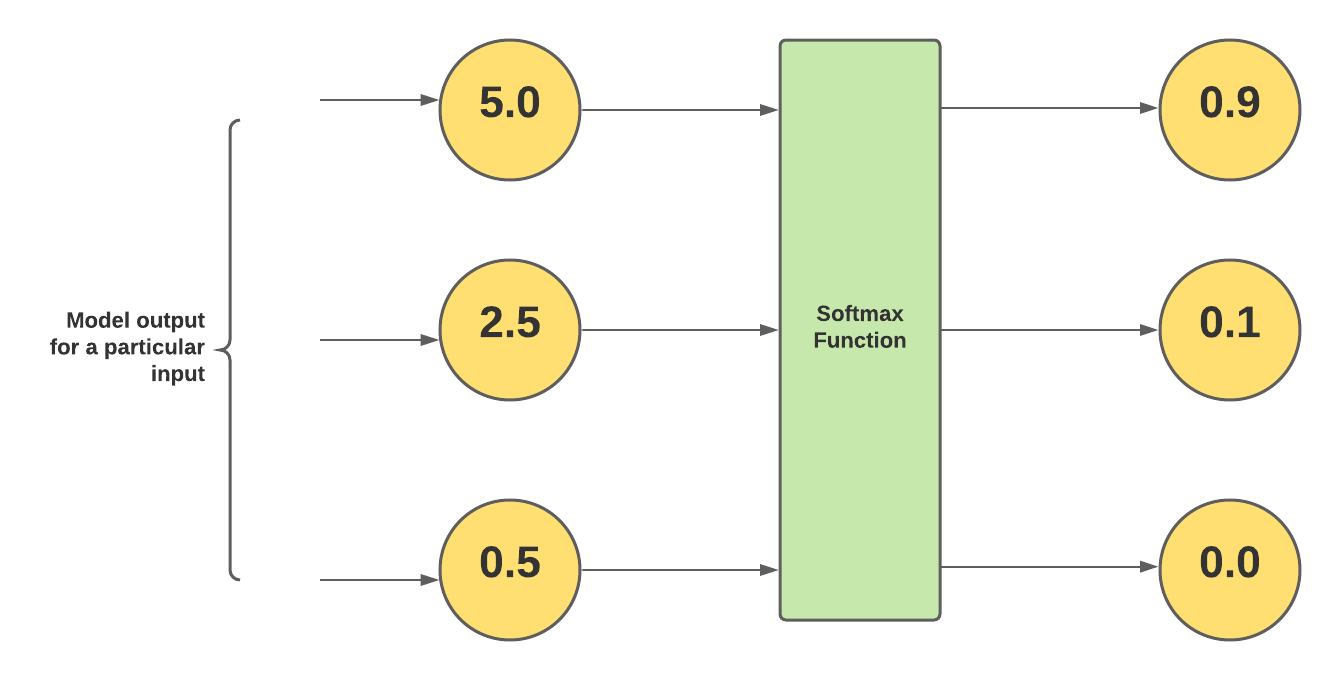 5.0
0.9
Model output
for a particular
input
2.5
Softmax
Function
0.1
0.5
0.0